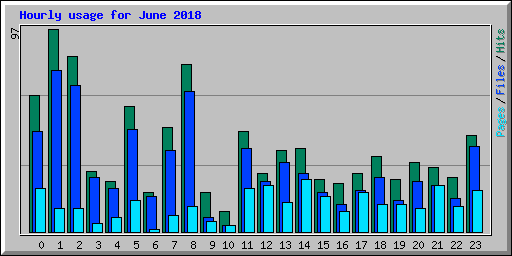 Hourly usage for June 2018
97
Pages / Files / Hits
0 1 2 3 4 5 6 7 8 9 10 11 12 13 14 15 16 17 18 19 20 21 22 23